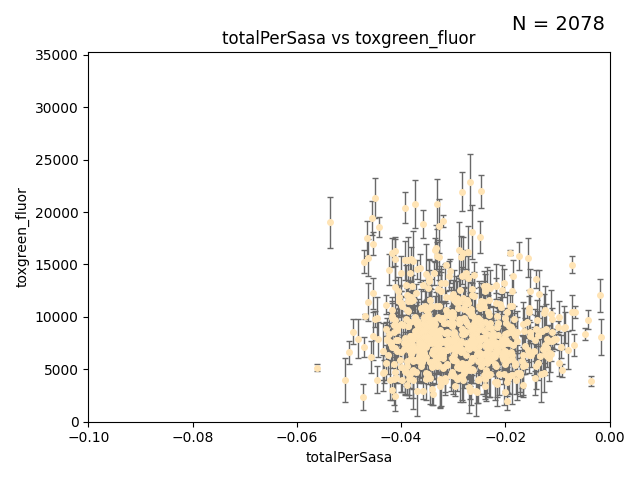 N = 2078
totalPerSasa vs toxgreen_fluor
35000
30000
25000
20000
15000
10000
5000
0
toxgreen_fluor
−0.10 −0.08 −0.06 −0.04 −0.02 0.00
totalPerSasa